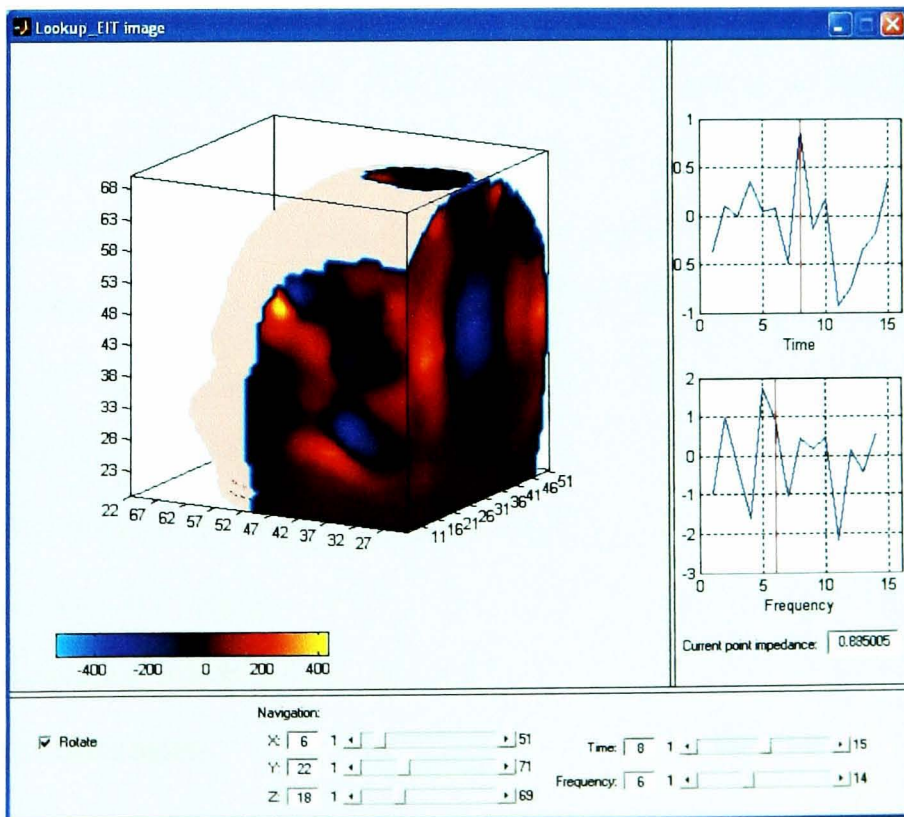 Lookup_EIT image
68
63
58
53
48
43
38
33
28
23
22 67 62 57 52 47 42 37 32 27
11 16 21 26 31 36 41 46 51
-400 -200 0 200 400
1
0.5
0
0.5
-1
0 5 10 15
Time
2
1
0
-1
-2
-3
0 5 10 15
Frequency
Current point impedance: 0.885005
Rotate
Navigation:
X: 6 1 51
Y: 22 1 71
Z: 18 1 69
Time: 8 1 15
Frequency: 6 1 14